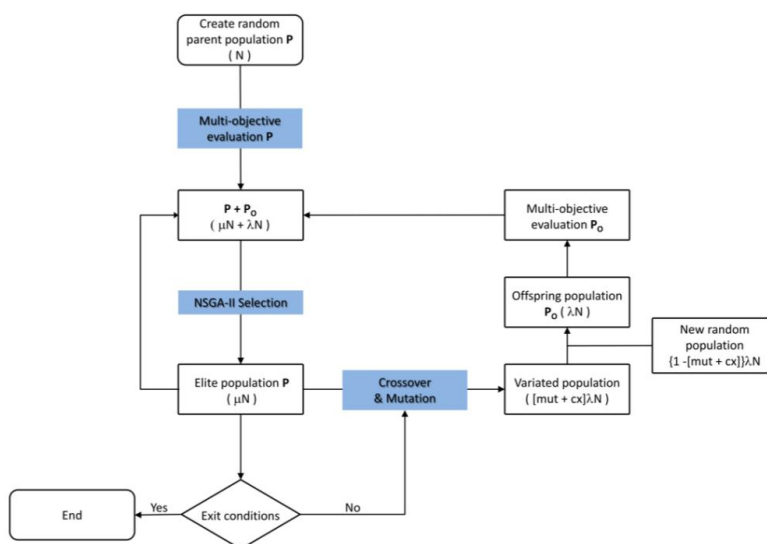 Create random
parent population P
( N )
Multi-objective
evaluation P
P + Po
( μN + λN )
Multi-objective
evaluation Po
NSGA-II Selection
Offspring population
Po ( λN )
New random
population
{1 -[mut + cx]}λN
Elite population P
( μN )
Crossover
& Mutation
Variated population
( [mut + cx]λN )
End
Yes
Exit conditions
No